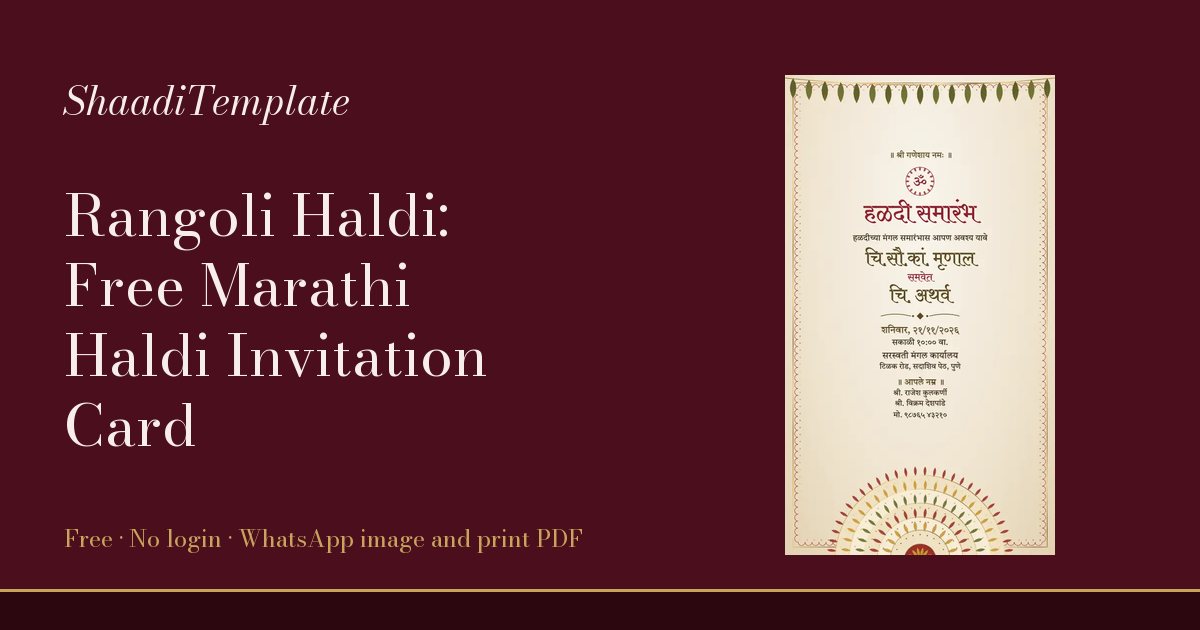 ShaadiTemplate
Rangoli Haldi:
Free Marathi
Haldi Invitation
Card
Free · No login · WhatsApp image and print PDF
॥ श्री गणेशाय नमः ॥
ॐ
हळदी समारंभ
हळदीच्या मंगल समारंभास आपण अवश्य यावे
चि.सौ.कां. मृणाल
समवेत
चि. अथर्व
शनिवार, २१/११/२०२६
सकाळी १०:०० वा.
सरस्वती मंगल कार्यालय
टिळक रोड, सदाशिव पेठ, पुणे
॥ आपले नम्र ॥
श्री. राजेश कुलकर्णी
श्री. विक्रम देशपांडे
मो. ९८७६५ ४३२१०